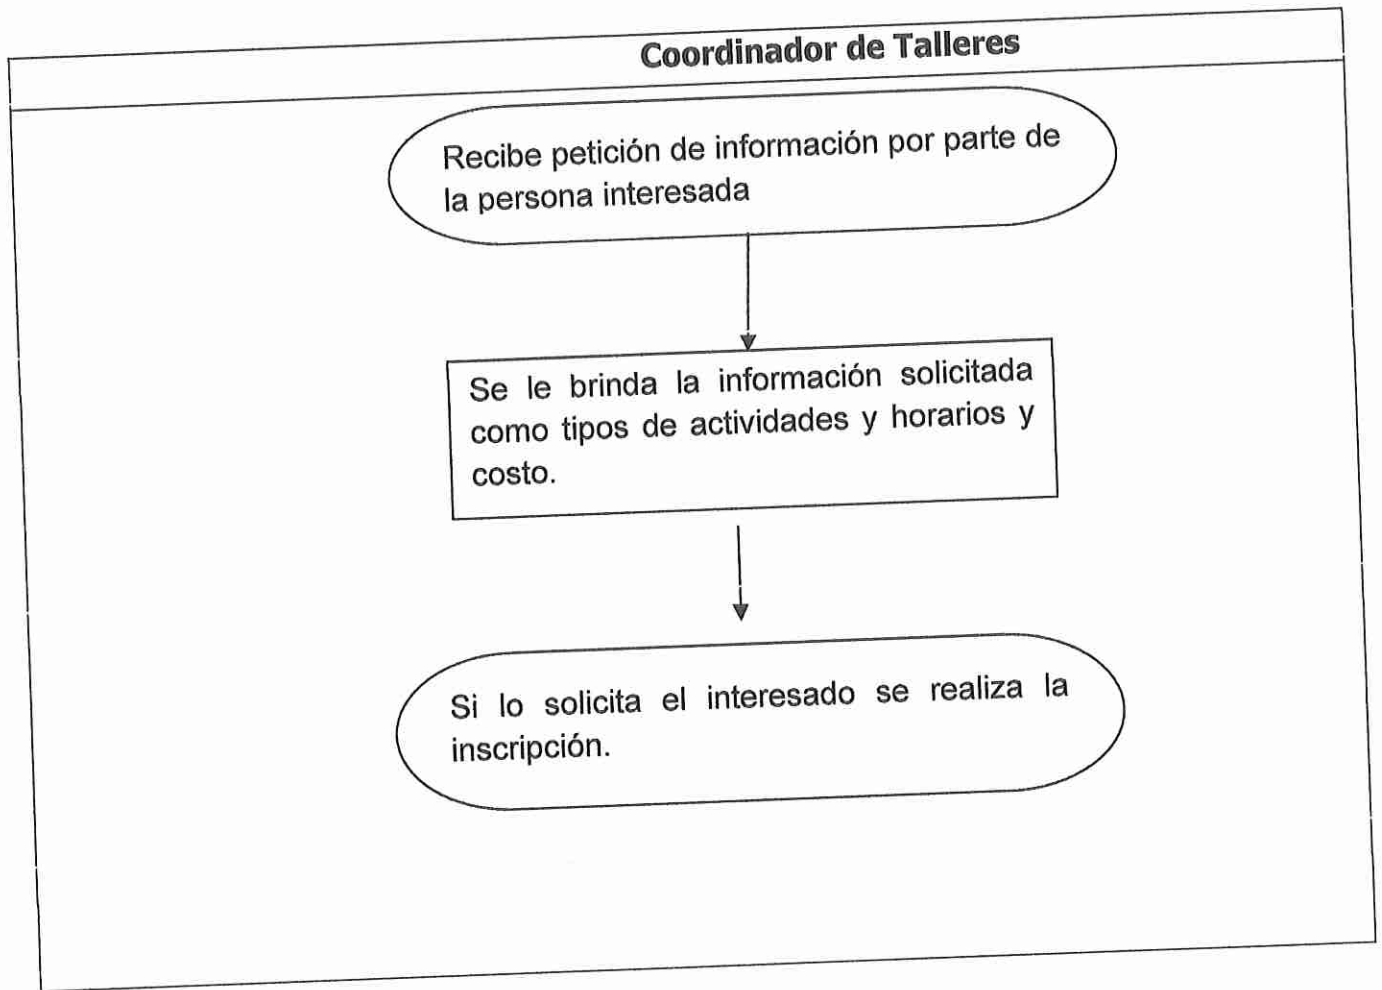 Coordinador de Talleres
Recibe petición de información por parte de
la persona interesada
Se le brinda la información solicitada
como tipos de actividades y horarios y
costo.
Si lo solicita el interesado se realiza la
inscripción.